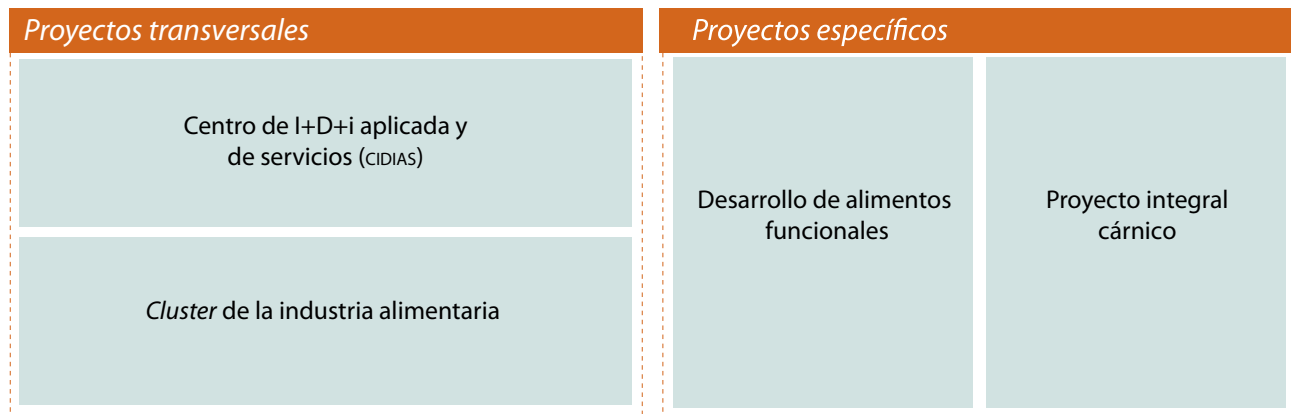 Proyectos transversales
Centro de I+D+i aplicada y
de servicios (CIDIAS)
Cluster de la industria alimentaria
Proyectos específicos
Desarrollo de alimentos
funcionales
Proyecto integral
cárnico